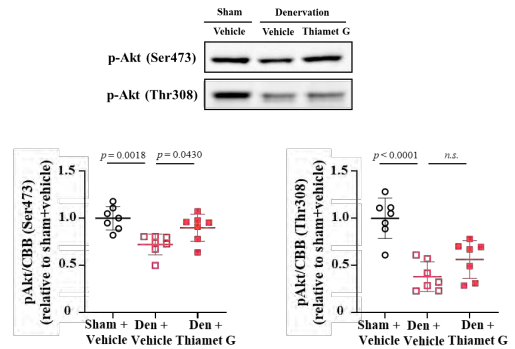 Sham Denervation
Vehicle Vehicle Thiamet G
p-Akt (Ser473)
p-Akt (Thr308)
p = 0.0018 p = 0.0430
pAkt/CBB (Ser473)
(relative to sham+vehicle)
1.5
1.0
0.5
0
Sham + Den + Den +
Vehicle Vehicle Thiamet G
p < 0.0001 n.s.
pAkt/CBB (Thr308)
(relative to sham+vehicle)
1.5
1.0
0.5
0
Sham + Den + Den +
Vehicle Vehicle Thiamet G